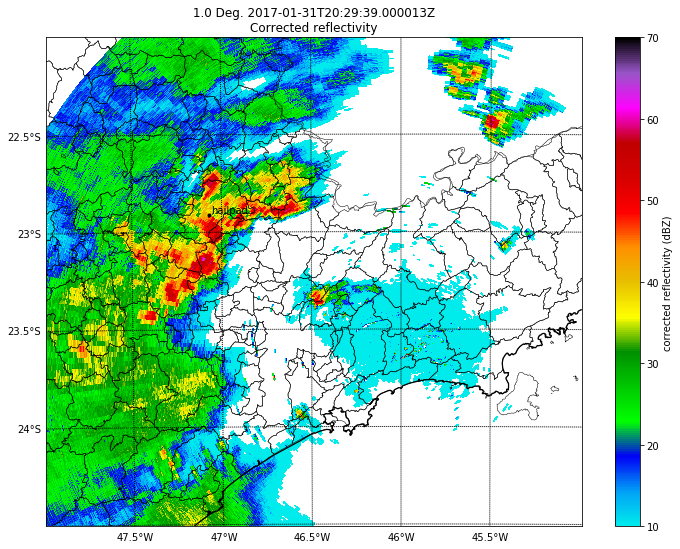 1.0 Deg. 2017-01-31T20:29:39.000013Z
Corrected reflectivity
22.5°S
23°S
23.5°S
24°S
47.5°W
47°W
46.5°W
46°W
45.5°W
hailpad
70
60
50
40
30
20
10
corrected reflectivity (dBZ)